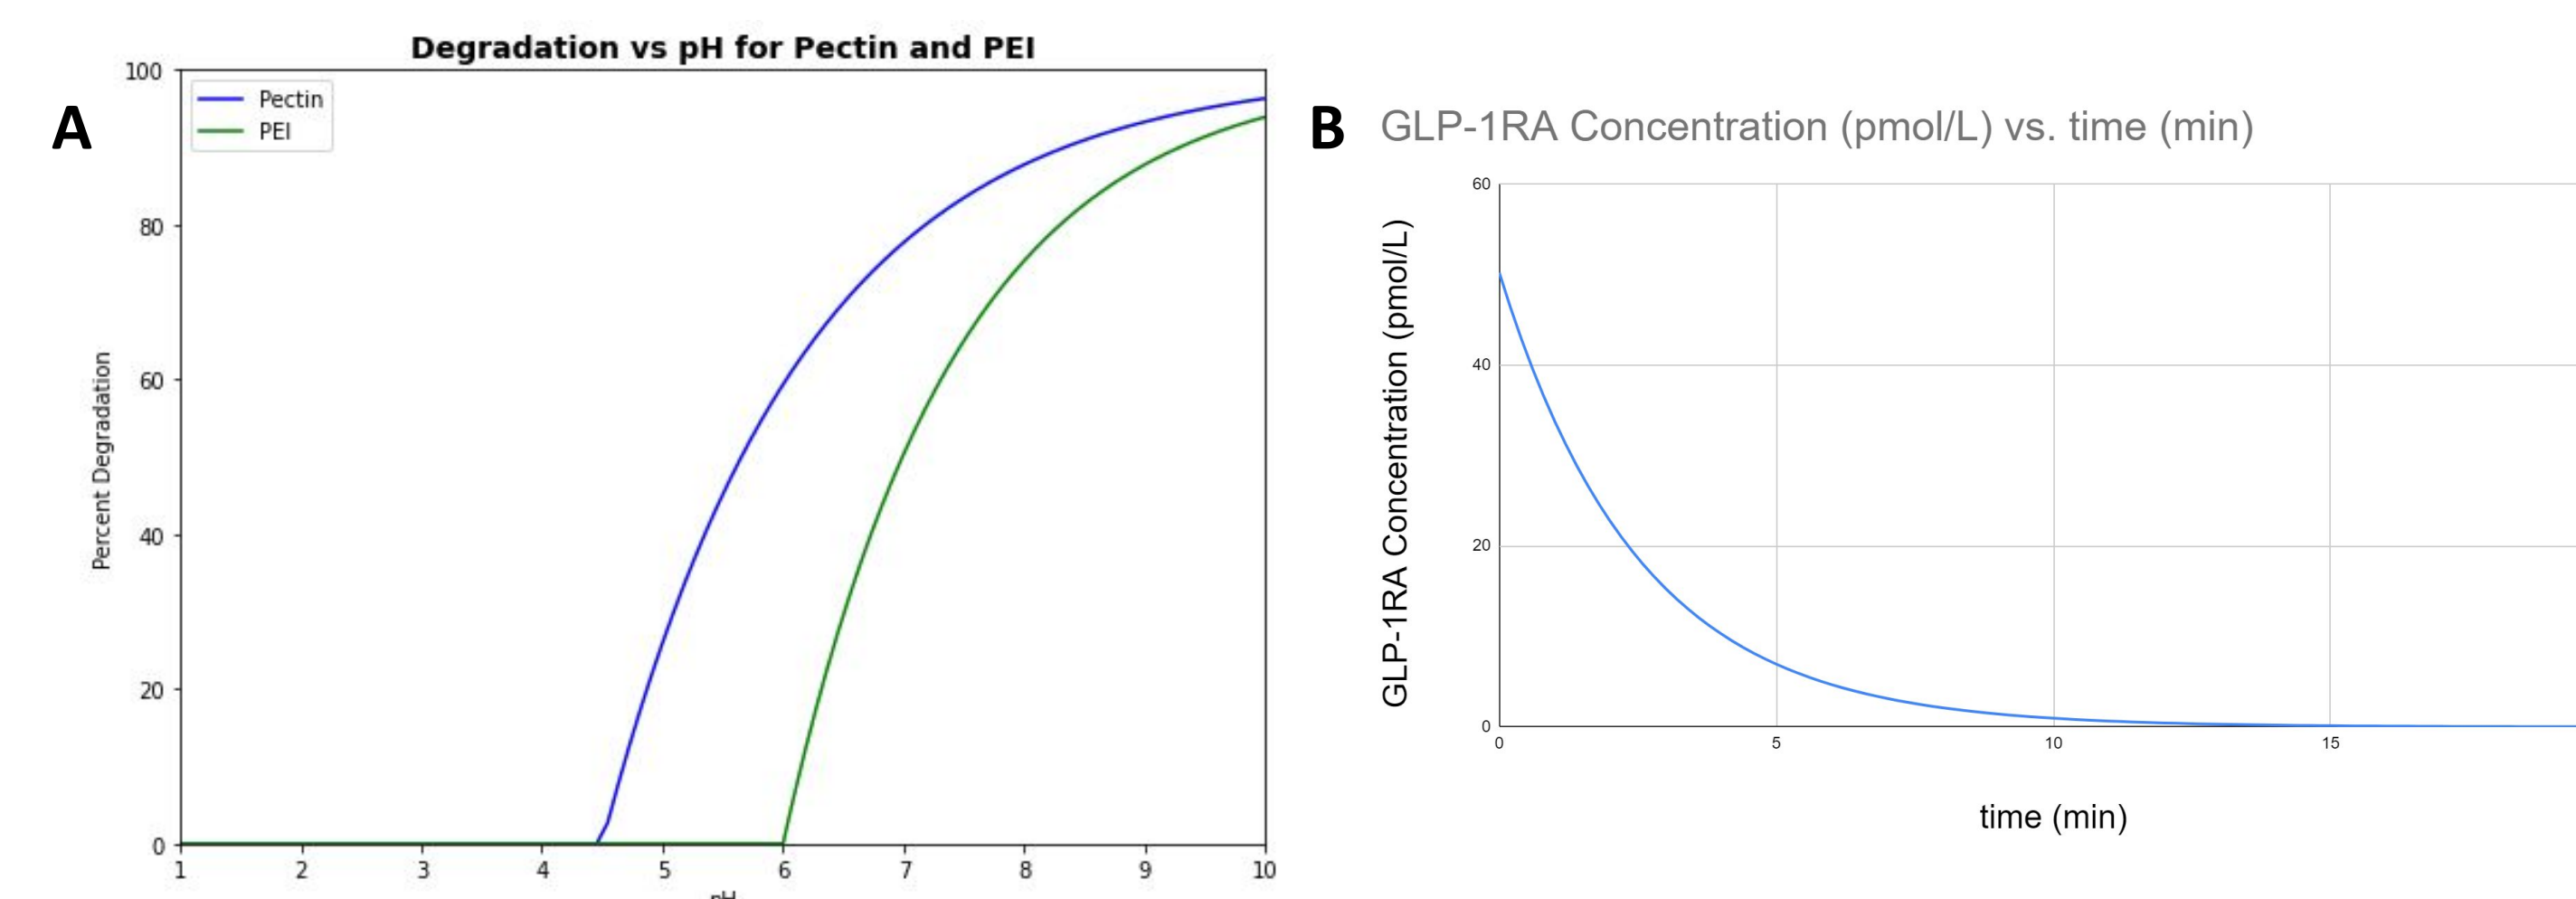 Degradation vs pH for Pectin and PEI
A
Pectin
PEI
Percent Degradation
100
80
60
40
20
0
1 2 3 4 5 6 7 8 9 10
pH
B
GLP-1RA Concentration (pmol/L) vs. time (min)
GLP-1RA Concentration (pmol/L)
60
40
20
0
0 5 10 15
time (min)